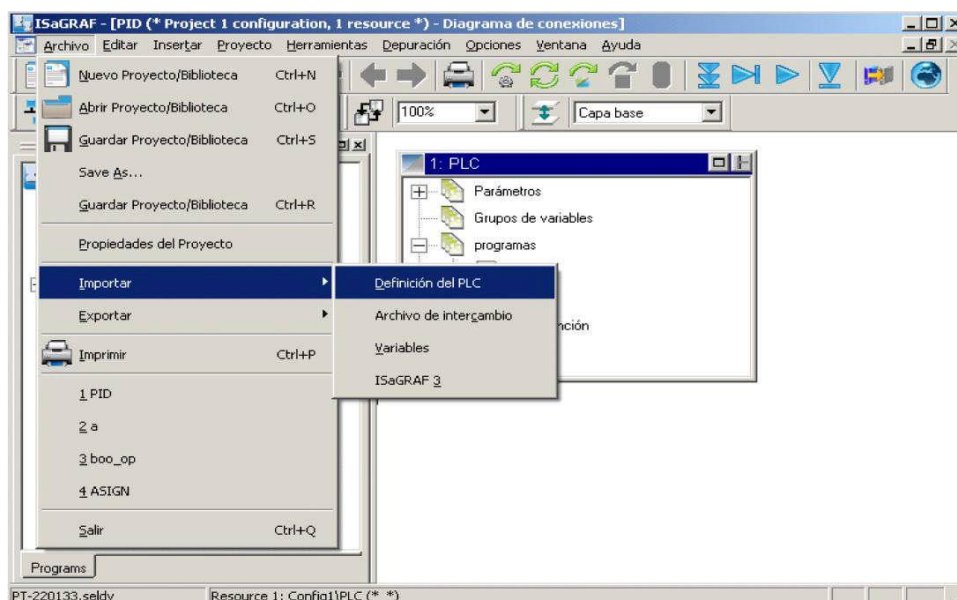 ISaGRAF - [PID (* Project 1 configuration, 1 resource *) - Diagrama de conexiones]
Archivo Editar Insertar Proyecto Herramientas Depuración Opciones Ventana Ayuda
Nuevo Proyecto/Biblioteca Ctrl+N
Abrir Proyecto/Biblioteca Ctrl+O
Guardar Proyecto/Biblioteca Ctrl+S
Save As...
Guardar Proyecto/Biblioteca Ctrl+R
Propiedades del Proyecto
Importar
Exportar
Imprimir Ctrl+P
1 PID
2 a
3 boo_op
4 ASIGN
Salir Ctrl+Q
Definición del PLC
Archivo de intercambio
Variables
ISaGRAF 3
100%
Capa base
1: PLC
Parámetros
Grupos de variables
programas
nción
Programs
PT-220133.seldv Resource 1: Config1\PLC (* *)